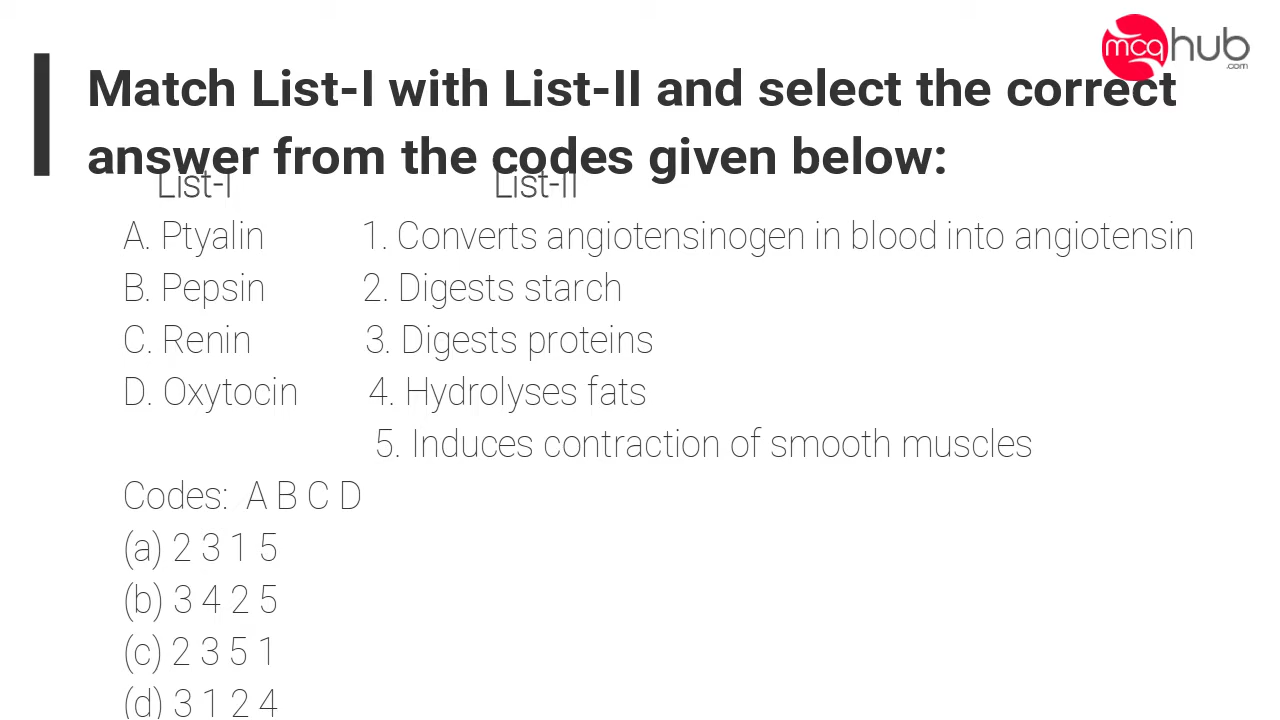 mcqhub
.com
Match List-I with List-II and select the correct
answer from the codes given below:
List-I List-II
A. Ptyalin 1. Converts angiotensinogen in blood into angiotensin
B. Pepsin 2. Digests starch
C. Renin 3. Digests proteins
D. Oxytocin 4. Hydrolyses fats
5. Induces contraction of smooth muscles
Codes: A B C D
(a) 2 3 1 5
(b) 3 4 2 5
(c) 2 3 5 1
(d) 3 1 2 4